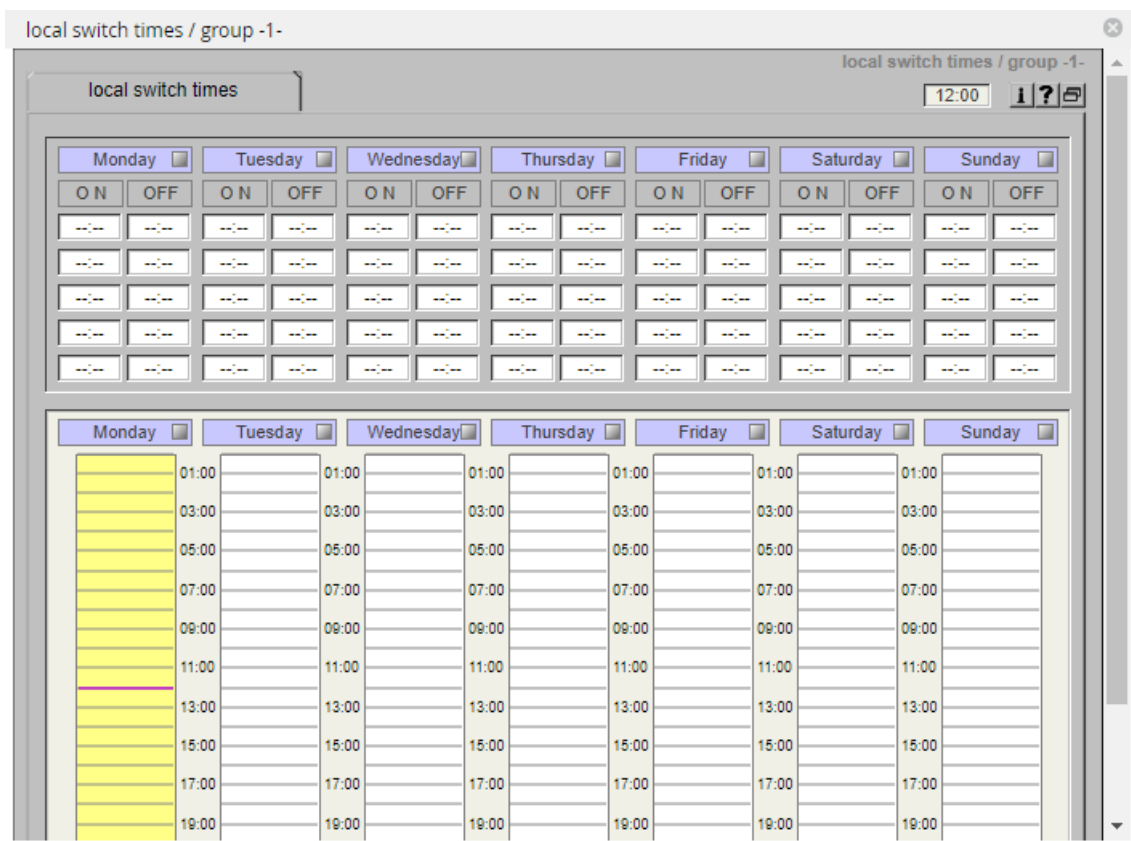 local switch times / group -1-
local switch times / group -1-
local switch times
12:00 i ?
Monday Tuesday Wednesday Thursday Friday Saturday Sunday
O N OFF O N OFF O N OFF O N OFF O N OFF O N OFF O N OFF
--:-- --:-- --:-- --:-- --:-- --:-- --:-- --:-- --:-- --:-- --:-- --:-- --:-- --:--
--:-- --:-- --:-- --:-- --:-- --:-- --:-- --:-- --:-- --:-- --:-- --:-- --:-- --:--
--:-- --:-- --:-- --:-- --:-- --:-- --:-- --:-- --:-- --:-- --:-- --:-- --:-- --:--
--:-- --:-- --:-- --:-- --:-- --:-- --:-- --:-- --:-- --:-- --:-- --:-- --:-- --:--
--:-- --:-- --:-- --:-- --:-- --:-- --:-- --:-- --:-- --:-- --:-- --:-- --:-- --:--
Monday Tuesday Wednesday Thursday Friday Saturday Sunday
01:00 01:00 01:00 01:00 01:00 01:00
03:00 03:00 03:00 03:00 03:00 03:00
05:00 05:00 05:00 05:00 05:00 05:00
07:00 07:00 07:00 07:00 07:00 07:00
09:00 09:00 09:00 09:00 09:00 09:00
11:00 11:00 11:00 11:00 11:00 11:00
13:00 13:00 13:00 13:00 13:00 13:00
15:00 15:00 15:00 15:00 15:00 15:00
17:00 17:00 17:00 17:00 17:00 17:00
19:00 19:00 19:00 19:00 19:00 19:00